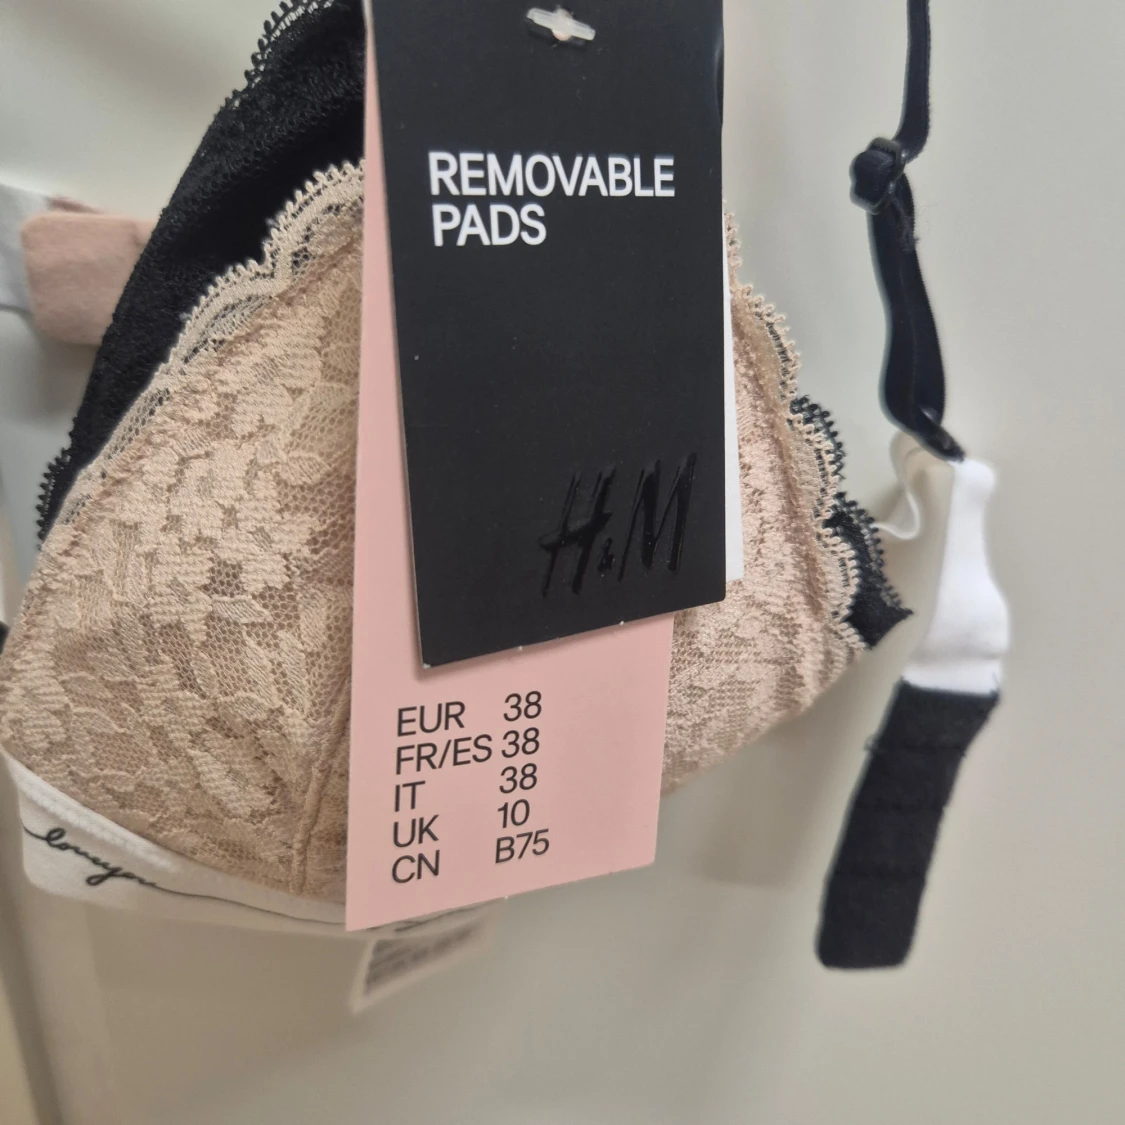 REMOVABLE
PADS
H&M
EUR 38
FR/ES 38
IT 38
UK 10
CN B75